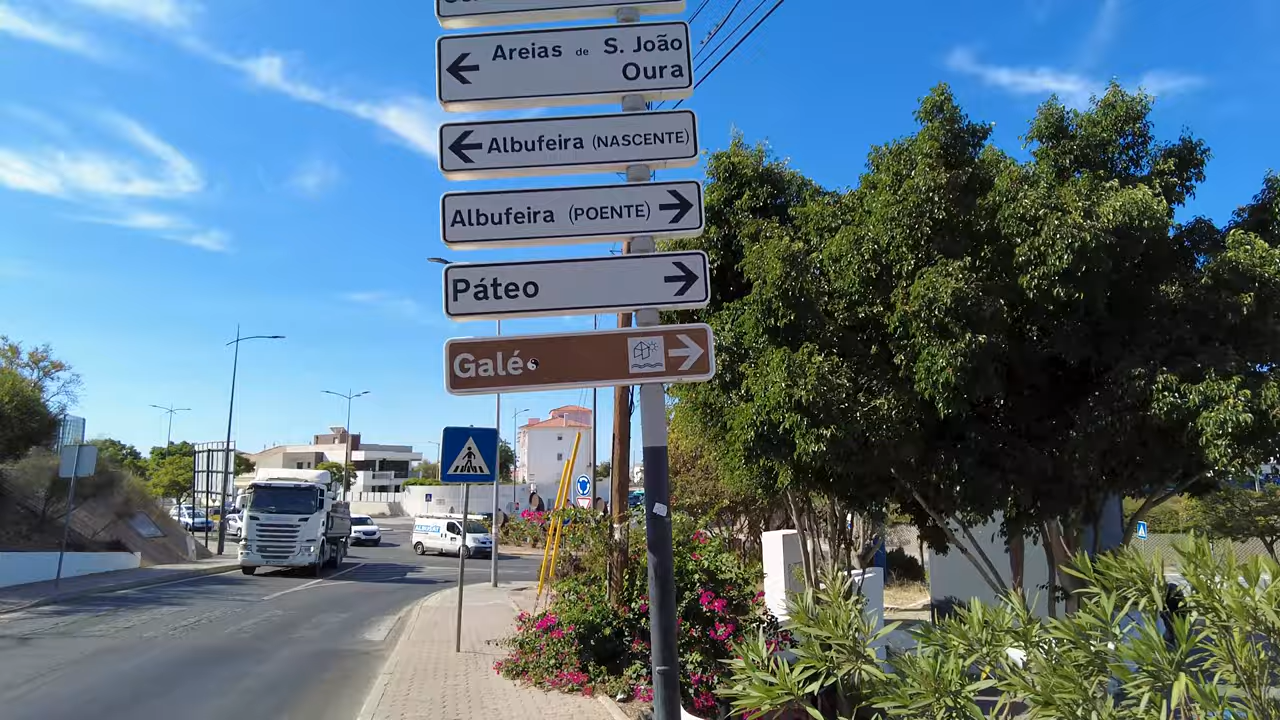 Areias de S. João
Oura
Albufeira (NASCENTE)
Albufeira (POENTE)
Páteo
Galé